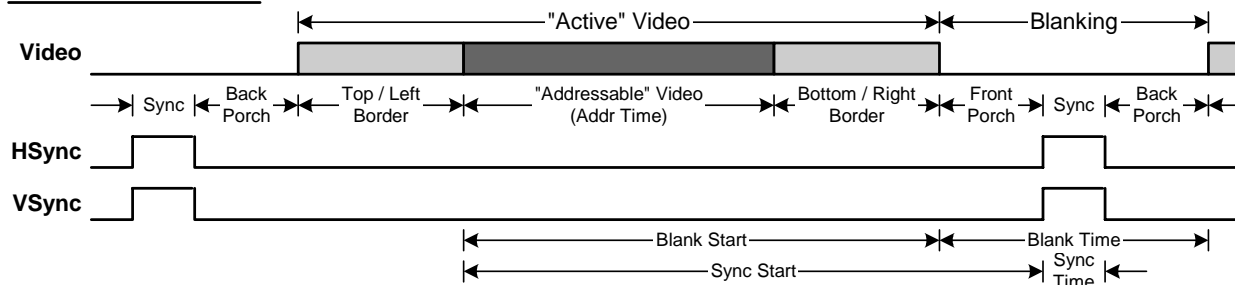 "Active" Video
Blanking
Video
Sync
Back
Porch
Top / Left
Border
"Addressable" Video
(Addr Time)
Bottom / Right
Border
Front
Porch
Sync
Back
Porch
HSync
VSync
Blank Start
Blank Time
Sync Start
Sync
Time